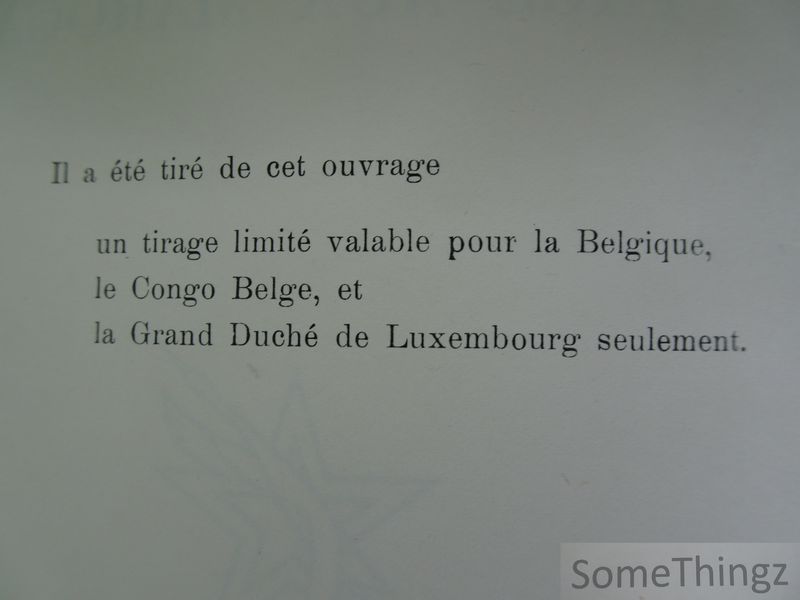 Il a été tiré de cet ouvrage
un tirage limité valable pour la Belgique,
le Congo Belge, et
la Grand Duché de Luxembourg seulement.
SomeThingz